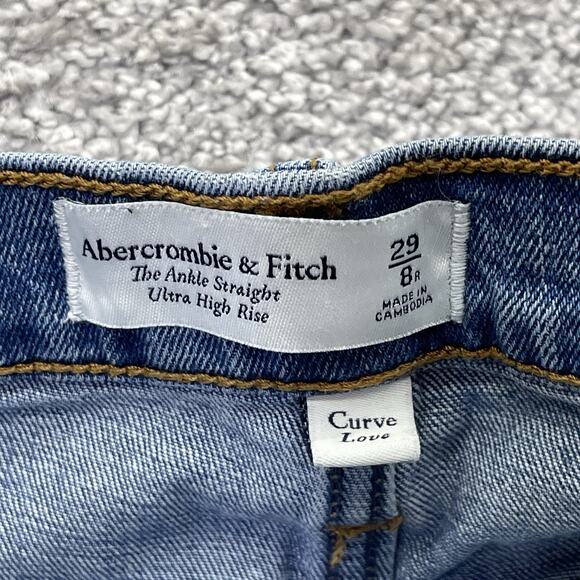 Abercrombie & Fitch
The Ankle Straight
Ultra High Rise
29
8R
MADE IN
CAMBODIA
Curve
Love